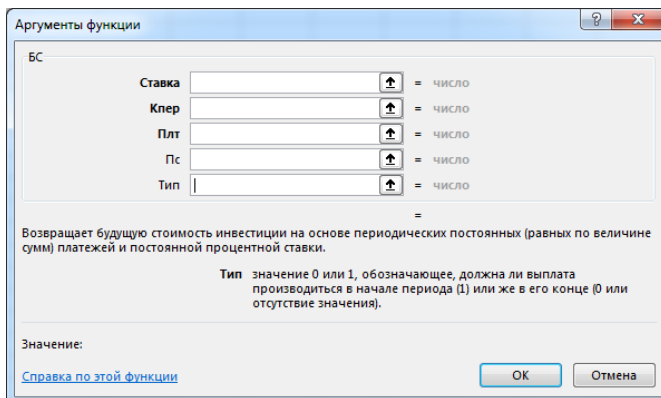 Аргументы функции
БС
Ставка = число
Кпер = число
Плт = число
Пс = число
Тип = число
=
Возвращает будущую стоимость инвестиции на основе периодических постоянных (равных по величине
сумм) платежей и постоянной процентной ставки.
Тип значение 0 или 1, обозначающее, должна ли выплата
производиться в начале периода (1) или же в его конце (0 или
отсутствие значения).
Значение:
Справка по этой функции ОК Отмена